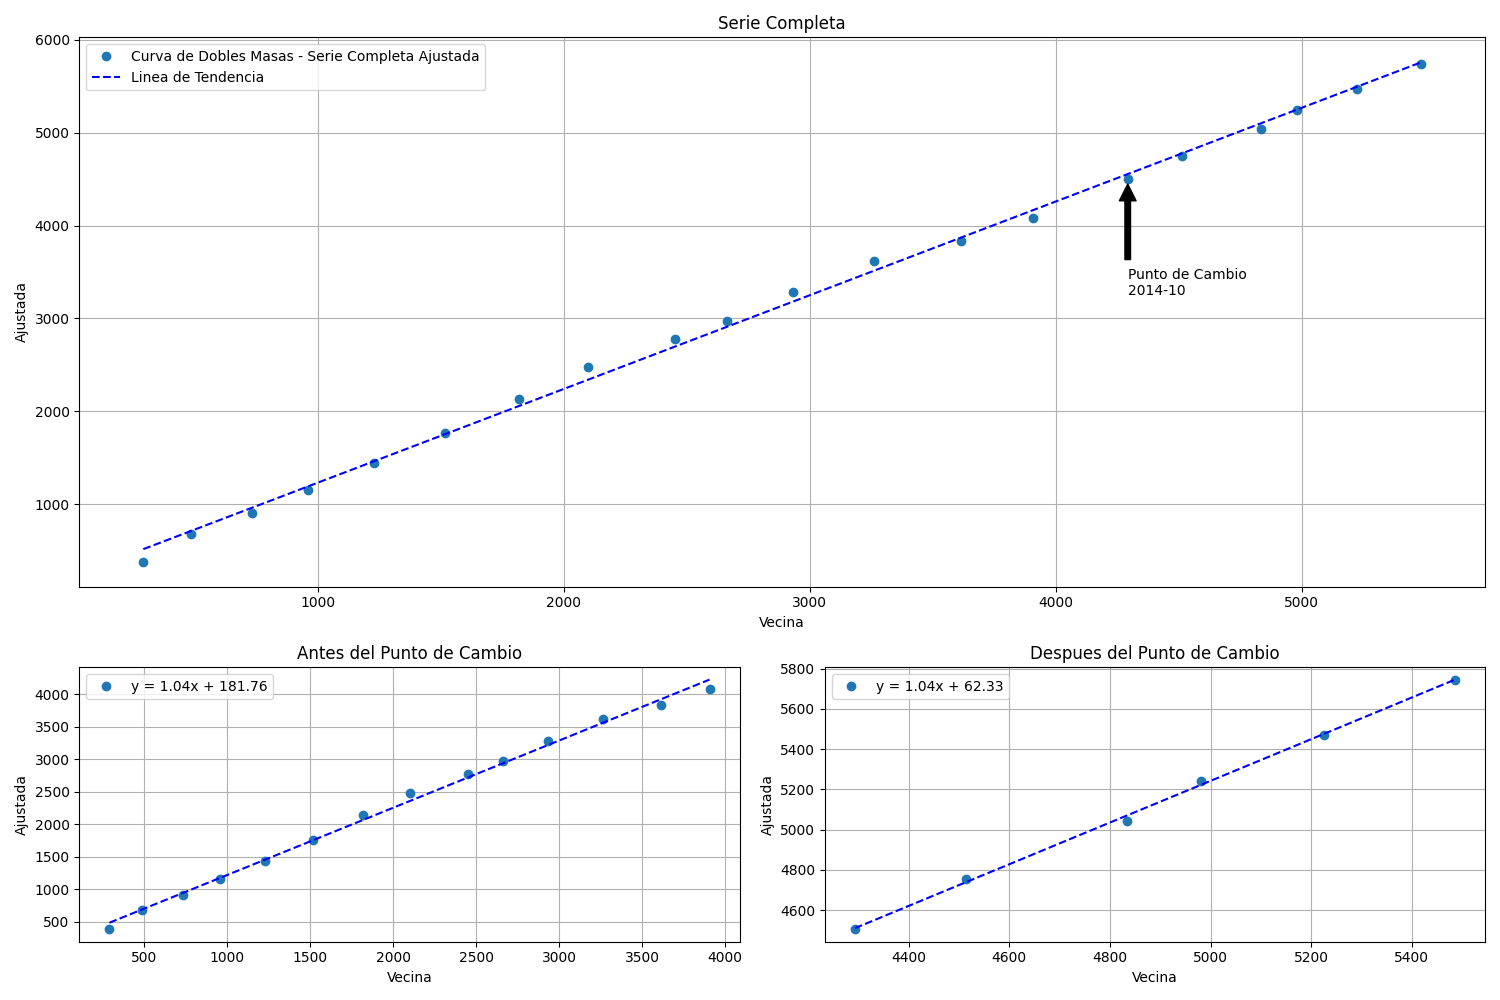 Serie Completa
Curva de Dobles Masas - Serie Completa Ajustada
Linea de Tendencia
6000
5000
4000
3000
2000
1000
Ajustada
Punto de Cambio
2014-10
1000 2000 3000 4000 5000
Vecina
Antes del Punto de Cambio
y = 1.04x + 181.76
4000
3500
3000
2500
2000
1500
1000
500
Ajustada
500 1000 1500 2000 2500 3000 3500 4000
Vecina
Despues del Punto de Cambio
y = 1.04x + 62.33
5800
5600
5400
5200
5000
4800
4600
Ajustada
4400 4600 4800 5000 5200 5400
Vecina